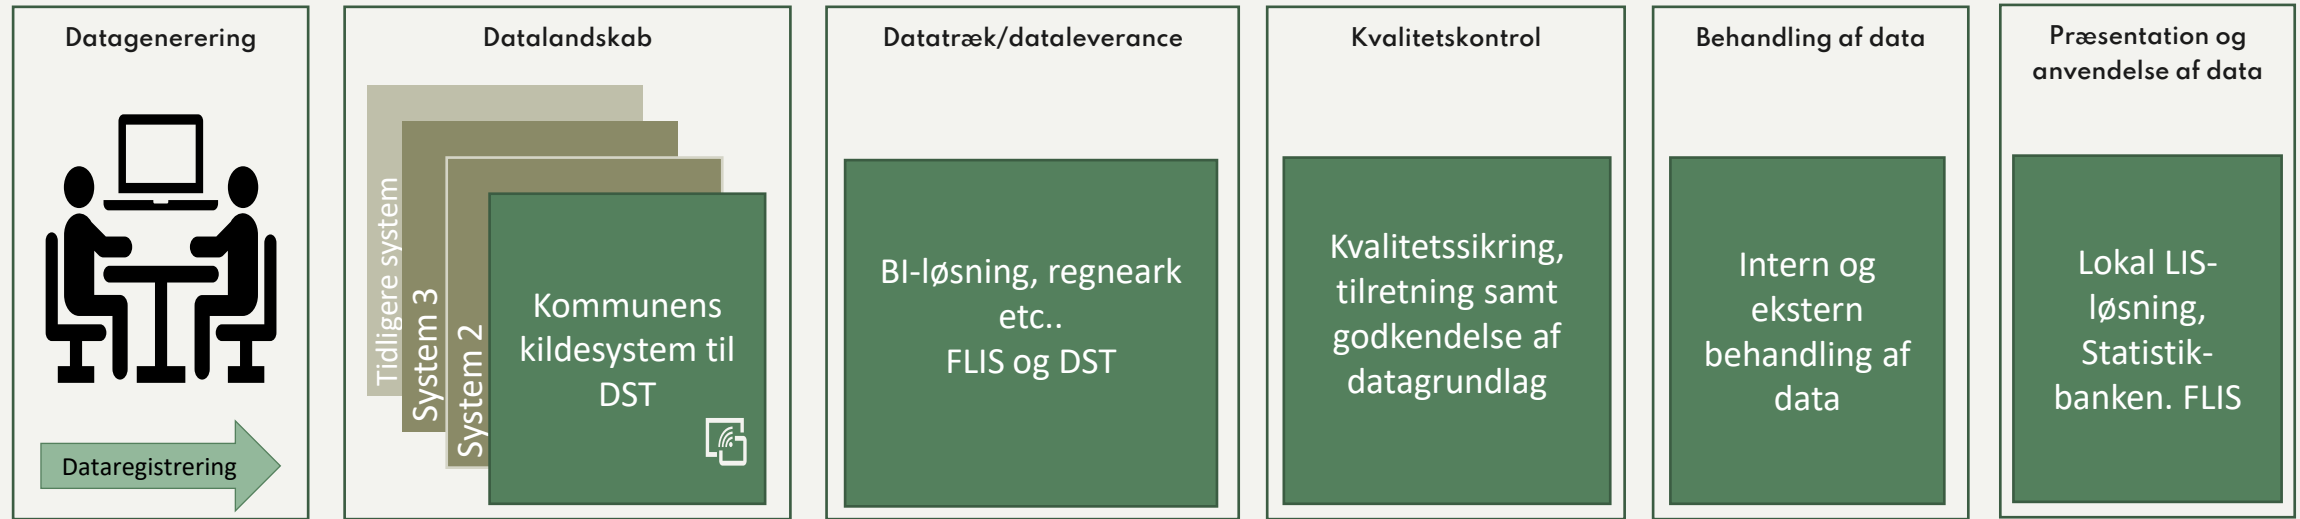 Datagenerering
Dataregistrering
Datalandskab
Tidligere system
System 3
System 2
Kommunens
kildesystem til
DST
Datatræk/dataleverance
BI-løsning, regneark
etc..
FLIS og DST
Kvalitetskontrol
Kvalitetssikring,
tilretning samt
godkendelse af
datagrundlag
Behandling af data
Intern og
ekstern
behandling af
data
Præsentation og
anvendelse af data
Lokal LIS-
løsning,
Statistik-
banken. FLIS